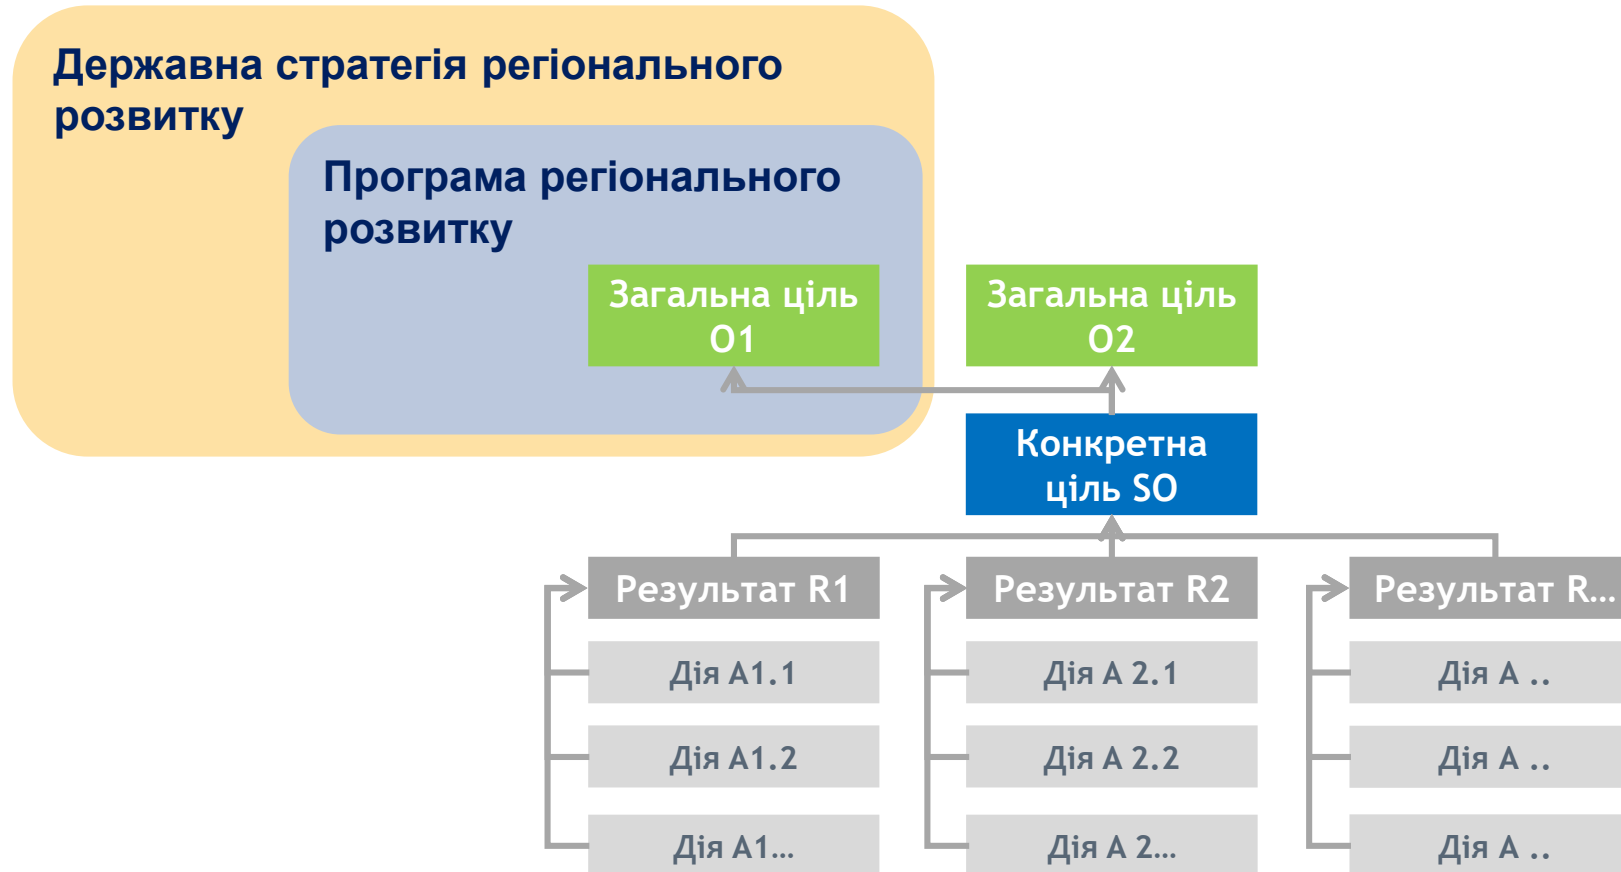 Державна стратегія регіонального
розвитку
Програма регіонального
розвитку
Загальна ціль
О1
Загальна ціль
О2
Конкретна
ціль SO
Результат R1
Результат R2
Результат R…
Дія А1.1
Дія А 2.1
Дія А ..
Дія А1.2
Дія А 2.2
Дія А ..
Дія А1…
Дія А 2…
Дія А ..